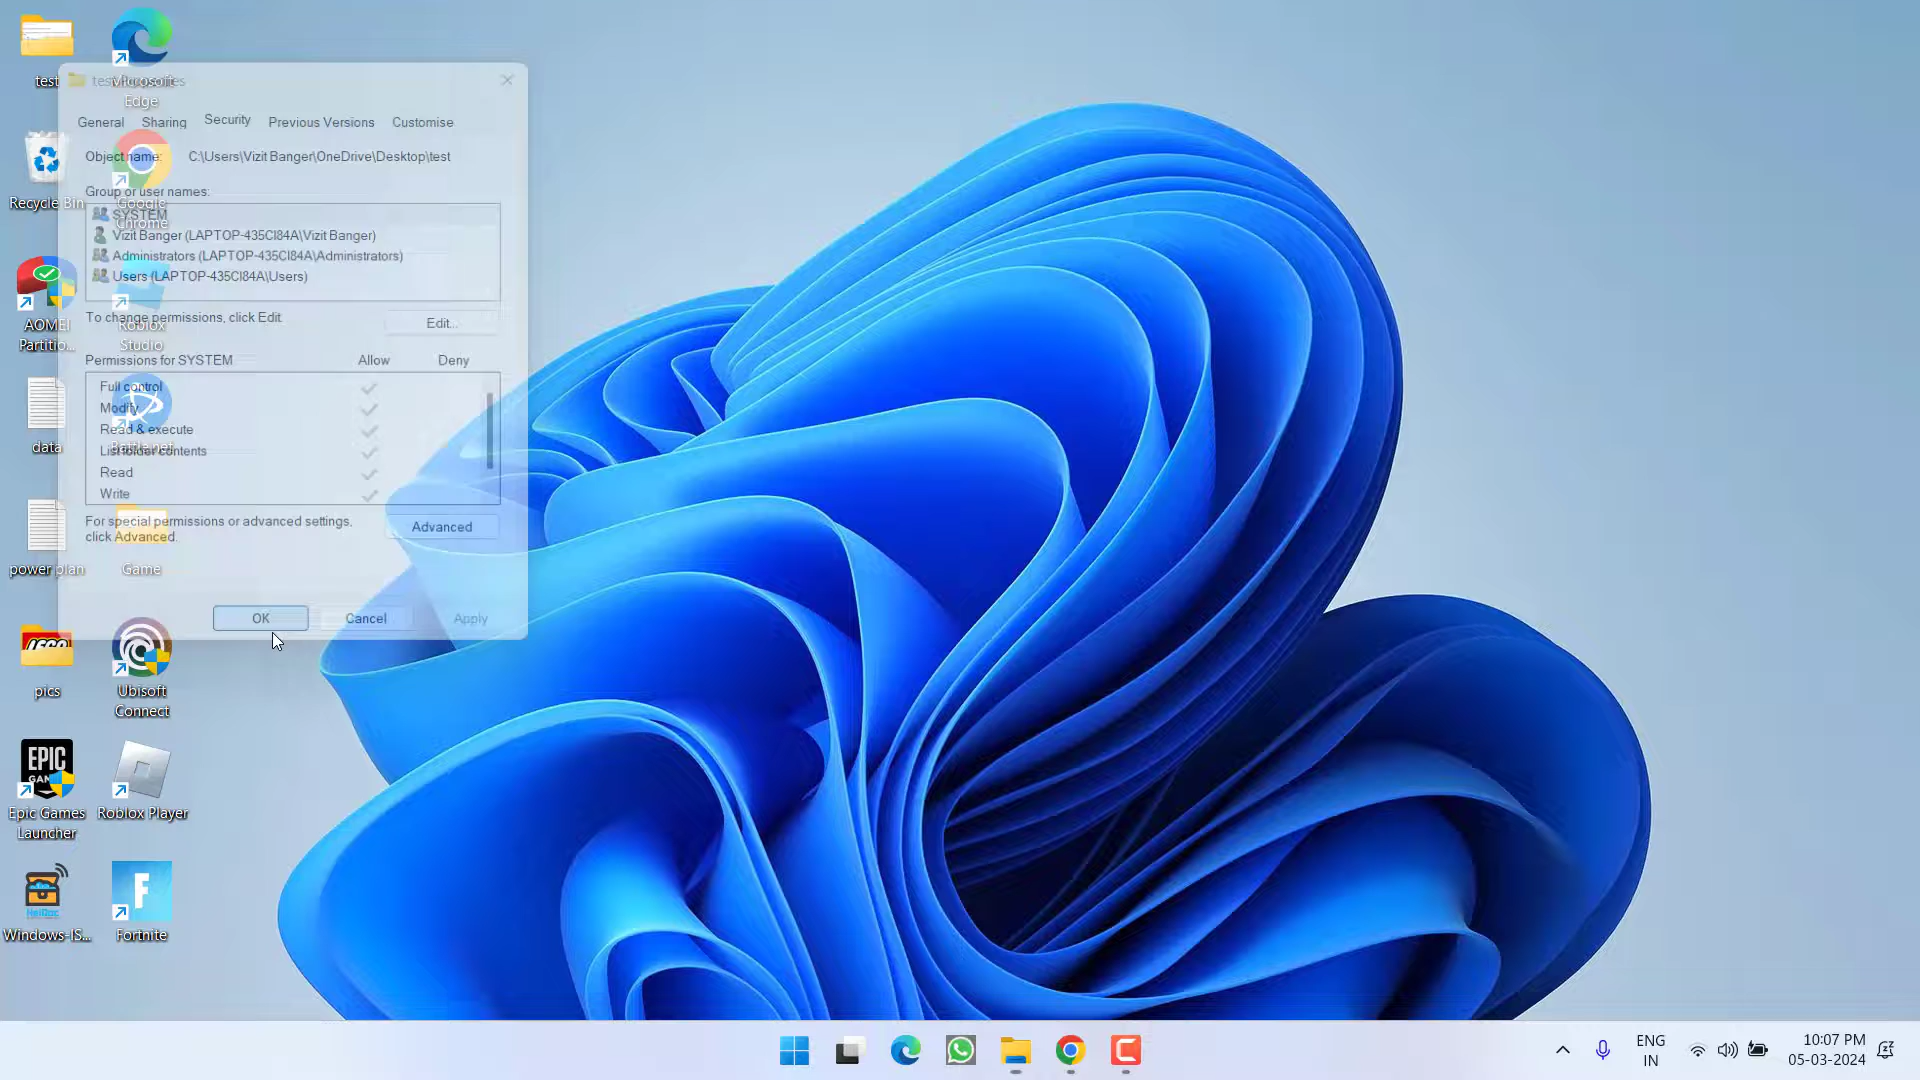 test
Microsoft
Edge
Recycle Bin
Google
Chrome
AOMEI
Partitio...
Roblox
Studio
data
Battle.net
power plan
Game
pics
Ubisoft
Connect
EPIC
Epic Games
Launcher
Roblox Player
Windows-IS...
Fortnite
General Sharing Security Previous Versions Customise
Object name: C:\Users\Vizit Banger\OneDrive\Desktop\test
Group or user names:
SYSTEM
Vizit Banger (LAPTOP-435CI84A\Vizit Banger)
Administrators (LAPTOP-435CI84A\Administrators)
Users (LAPTOP-435CI84A\Users)
To change permissions, click Edit.
Edit...
Permissions for SYSTEM Allow Deny
Full control
Modify
Read & execute
List folder contents
Read
Write
For special permissions or advanced settings,
click Advanced.
Advanced
OK Cancel Apply
ENG
IN
10:07 PM
05-03-2024